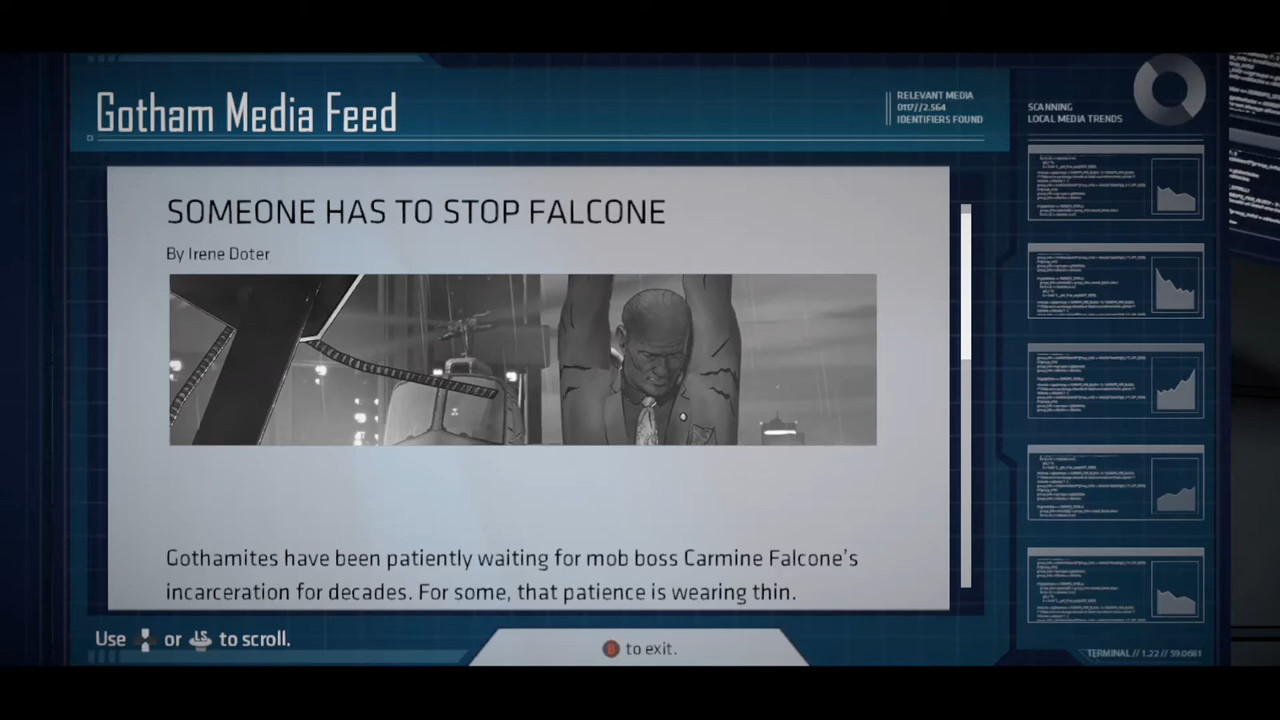 Gotham Media Feed
RELEVANT MEDIA
0117//2.564
IDENTIFIERS FOUND
SCANNING
LOCAL MEDIA TRENDS
SOMEONE HAS TO STOP FALCONE
By Irene Doter
Gothamites have been patiently waiting for mob boss Carmine Falcone's
incarceration for decades. For some, that patience is wearing thin.
Use or LS to scroll.
B to exit.
TERMINAL // 1.22 // 59.0681